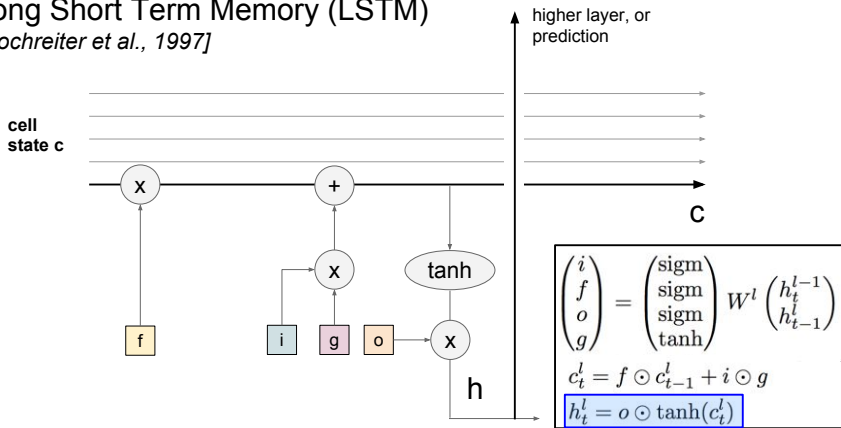 ong Short Term Memory (LSTM)
ochreiter et al., 1997]
higher layer, or
prediction
cell
state c
x
+
c
x
tanh
f
i
g
o
x
h
(i f o g) = (sigm sigm sigm tanh) W^l (h_t^{l-1} h_{t-1}^l)
c_t^l = f ⊙ c_{t-1}^l + i ⊙ g
h_t^l = o ⊙ tanh(c_t^l)